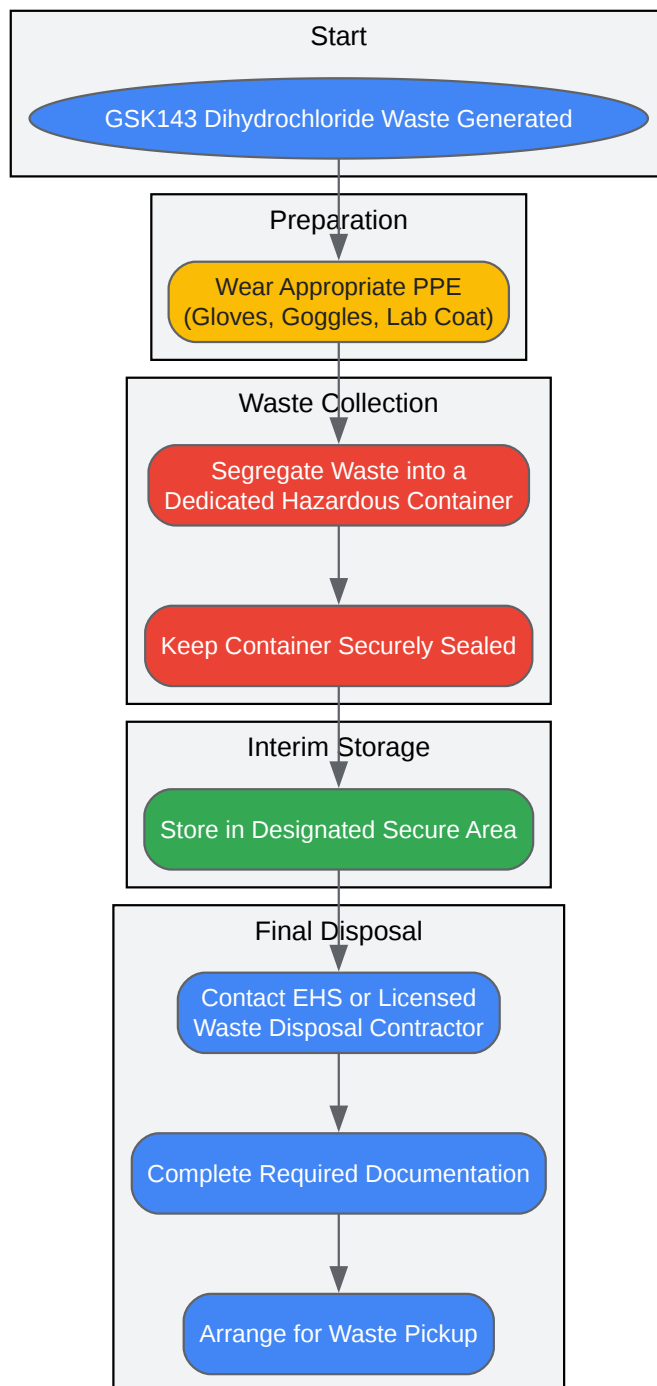 Start
GSK143 Dihydrochloride Waste Generated
Preparation
Wear Appropriate PPE
(Gloves, Goggles, Lab Coat)
Waste Collection
Segregate Waste into a
Dedicated Hazardous Container
Keep Container Securely Sealed
Interim Storage
Store in Designated Secure Area
Final Disposal
Contact EHS or Licensed
Waste Disposal Contractor
Complete Required Documentation
Arrange for Waste Pickup